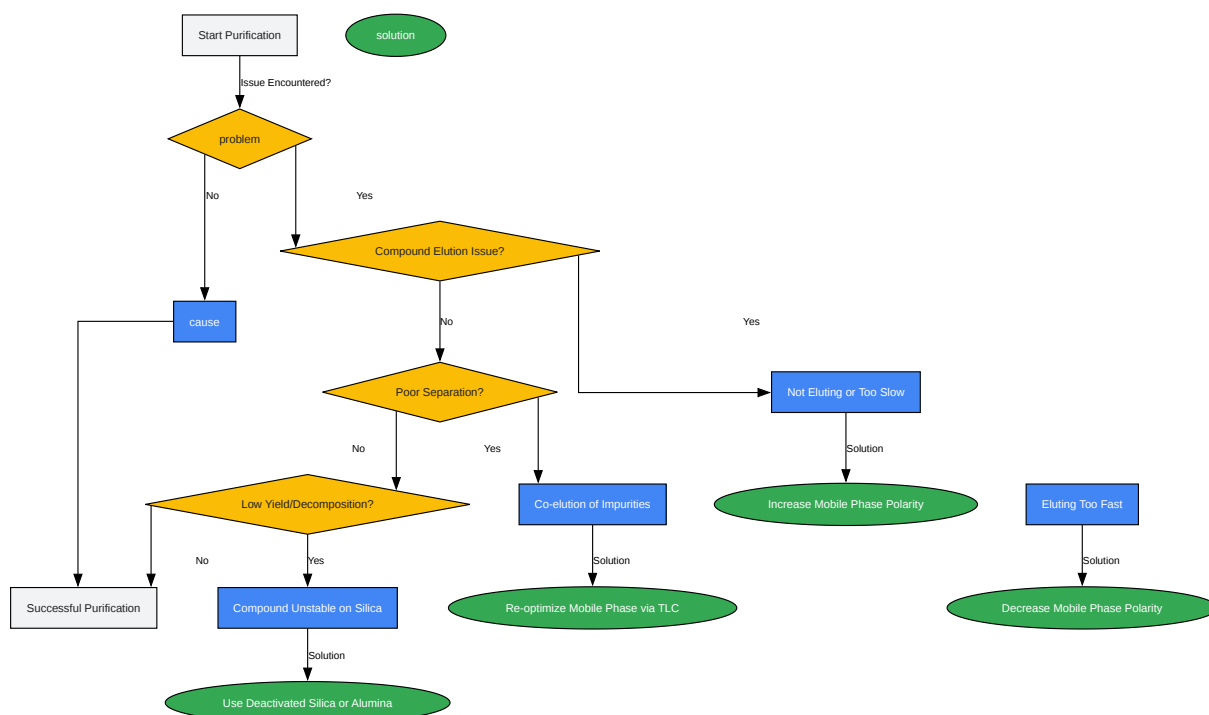 Start Purification
solution
Issue Encountered?
problem
No
Yes
Compound Elution Issue?
cause
No
Yes
Poor Separation?
Not Eluting or Too Slow
No
Yes
Solution
Low Yield/Decomposition?
Co-elution of Impurities
Increase Mobile Phase Polarity
Eluting Too Fast
No
Yes
Solution
Solution
Successful Purification
Compound Unstable on Silica
Re-optimize Mobile Phase via TLC
Decrease Mobile Phase Polarity
Solution
Use Deactivated Silica or Alumina